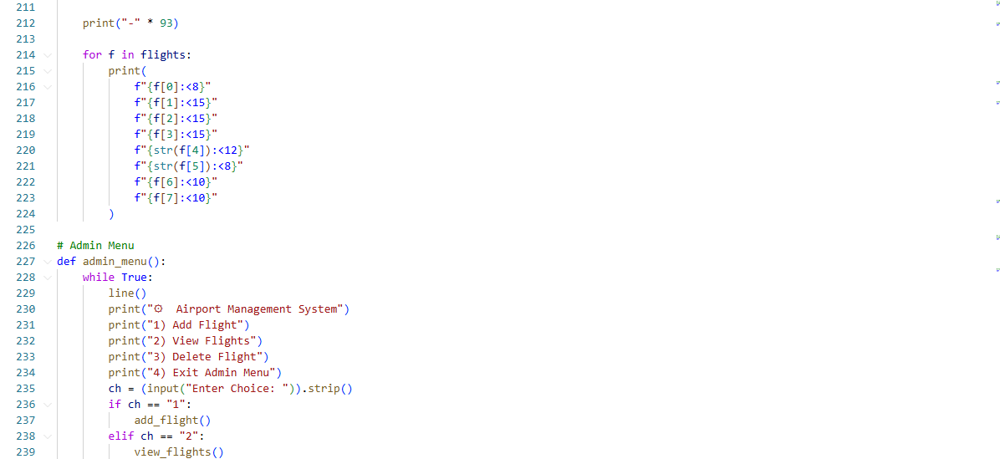 211
212 print("-" * 93)
213
214 for f in flights:
215 print(
216 f"{f[0]:<8}"
217 f"{f[1]:<15}"
218 f"{f[2]:<15}"
219 f"{f[3]:<15}"
220 f"{str(f[4]):<12}"
221 f"{str(f[5]):<8}"
222 f"{f[6]:<10}"
223 f"{f[7]:<10}"
224 )
225
226 # Admin Menu
227 def admin_menu():
228 while True:
229 line()
230 print("⚙  Airport Management System")
231 print("1) Add Flight")
232 print("2) View Flights")
233 print("3) Delete Flight")
234 print("4) Exit Admin Menu")
235 ch = (input("Enter Choice: ")).strip()
236 if ch == "1":
237 add_flight()
238 elif ch == "2":
239 view_flights()